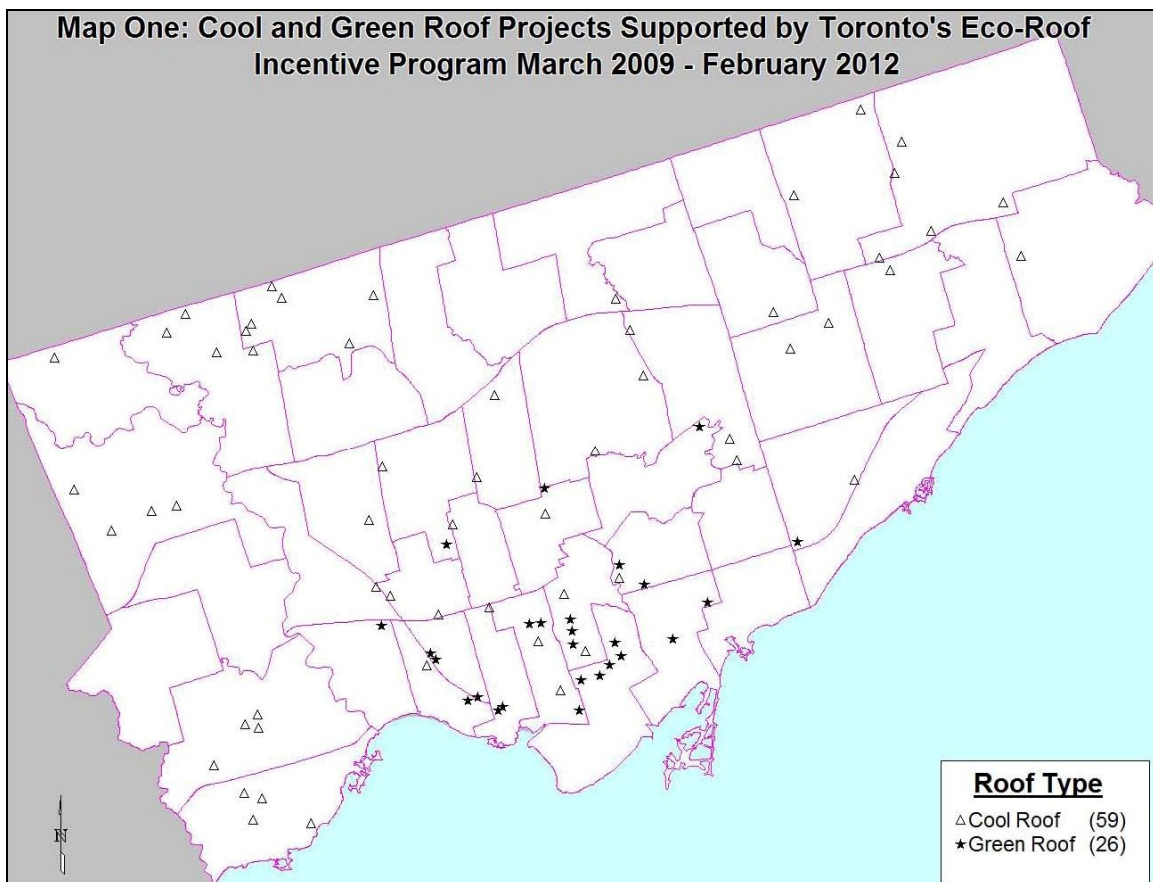 Map One: Cool and Green Roof Projects Supported by Toronto's Eco-Roof
Incentive Program March 2009 - February 2012
N
Roof Type
Cool Roof (59)
Green Roof (26)